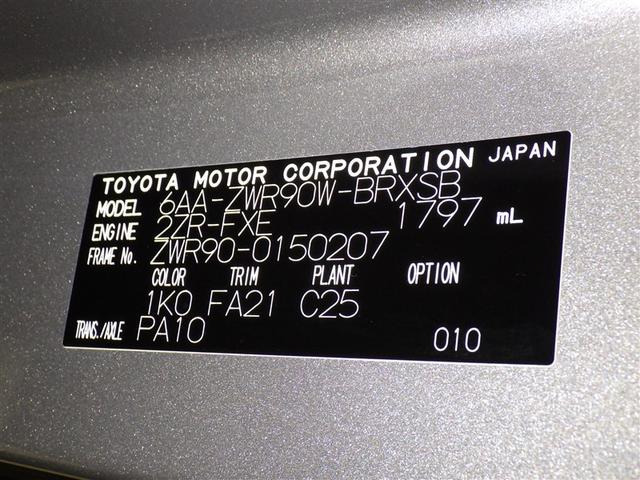 TOYOTA MOTOR CORPORATION JAPAN
MODEL 6AA-ZWR90W-BRXSB
ENGINE 2ZR-FXE 1797 mL
FRAME No. ZWR90-0150207
COLOR TRIM PLANT OPTION
1K0 FA21 C25
TRANS./AXLE PA10 010